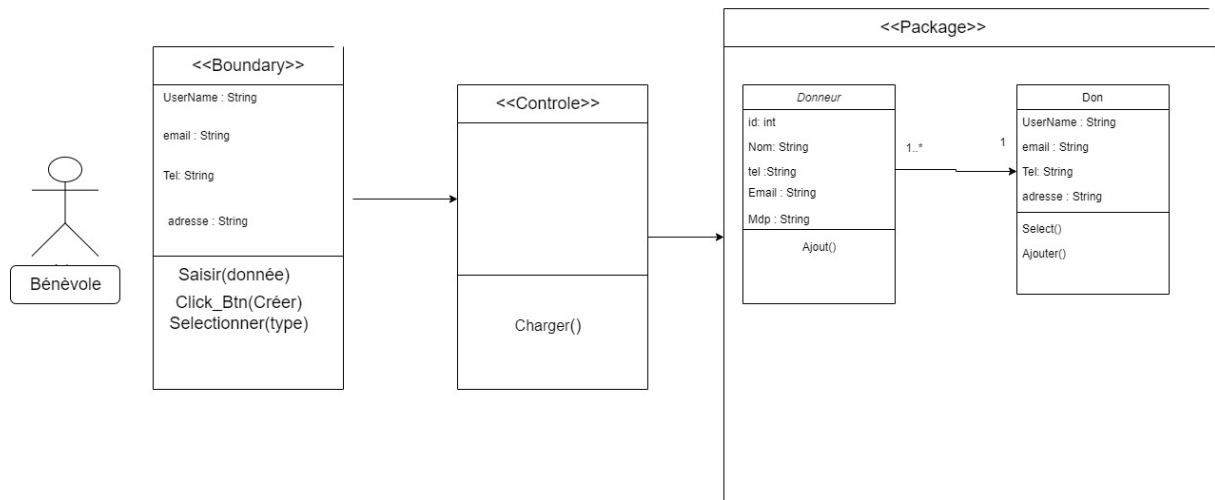 Bénèvole
<<Boundary>>
UserName : String
email : String
Tel: String
adresse : String
Saisir(donnée)
Click_Btn(Créer)
Selectionner(type)
<<Controle>>
Charger()
<<Package>>
Donneur
id: int
Nom: String
tel :String
Email : String
Mdp : String
Ajout()
1..*
1
Don
UserName : String
email : String
Tel: String
adresse : String
Select()
Ajouter()